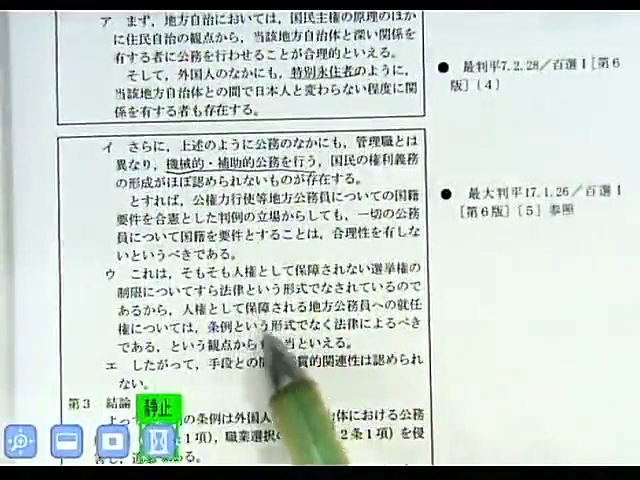 ア まず,地方自治においては,国民主権の原理のほか
に住民自治の観点から,当該地方自治体と深い関係を
有する者に公務を行わせることが合理的といえる。
そして,外国人のなかにも,特別永住者のように,
当該地方自治体との間で日本人と変わらない程度に関
係を有する者も存在する。
● 最判平7.2.28/百選Ⅰ[第6
版]〔4〕
イ さらに,上述のように公務のなかにも,管理職とは
異なり,機械的・補助的公務を行う,国民の権利義務
の形成がほぼ認められないものが存在する。
とすれば,公権力行使等地方公務員についての国籍
要件を合憲とした判例の立場からしても,一切の公務
員について国籍を要件とすることは,合理性を有しな
いというべきである。
● 最大判平17.1.26/百選Ⅰ
[第6版]〔5〕参照
ウ これは,そもそも人権として保障されない選挙権の
制限についてすら法律という形式でなされているので
あるから,人権として保障される地方公務員への就任
権については,条例という形式でなく法律によるべき
である,という観点から 当といえる。
エ したがって,手段との 質的関連性は認められ
ない。
第3 結論
静止
よっ の条例は外国人 治体における公務
条1項),職業選択の 2条1項)を侵